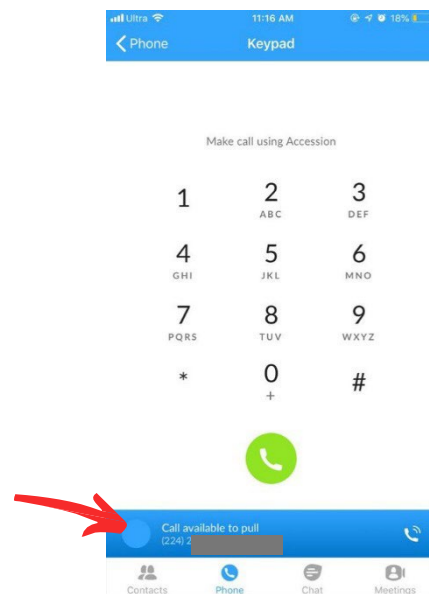 Ultra 11:16 AM 18%
Phone Keypad
Make call using Accession
1 2 3
ABC DEF
4 5 6
GHI JKL MNO
7 8 9
PQRS TUV WXYZ
* 0 #
+
Call available to pull
(224) 2
Contacts Phone Chat Meetings